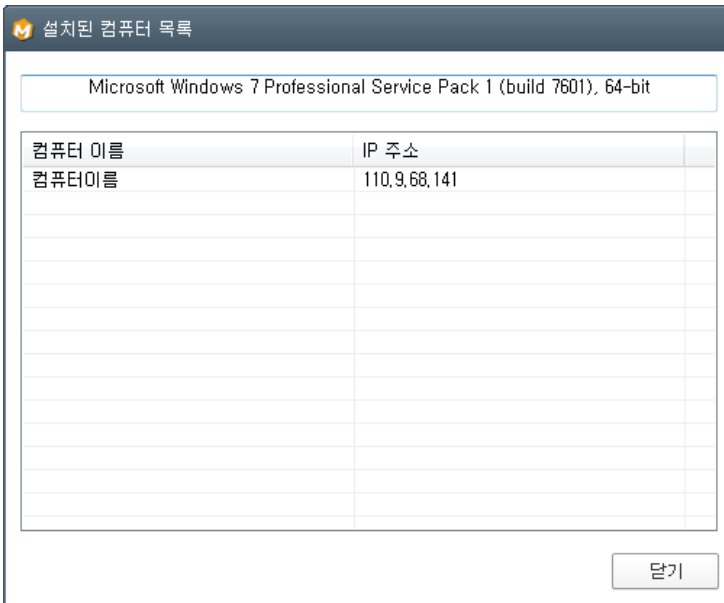 설치된 컴퓨터 목록
Microsoft Windows 7 Professional Service Pack 1 (build 7601), 64-bit
컴퓨터 이름 IP 주소
컴퓨터이름 110,9,68,141
닫기